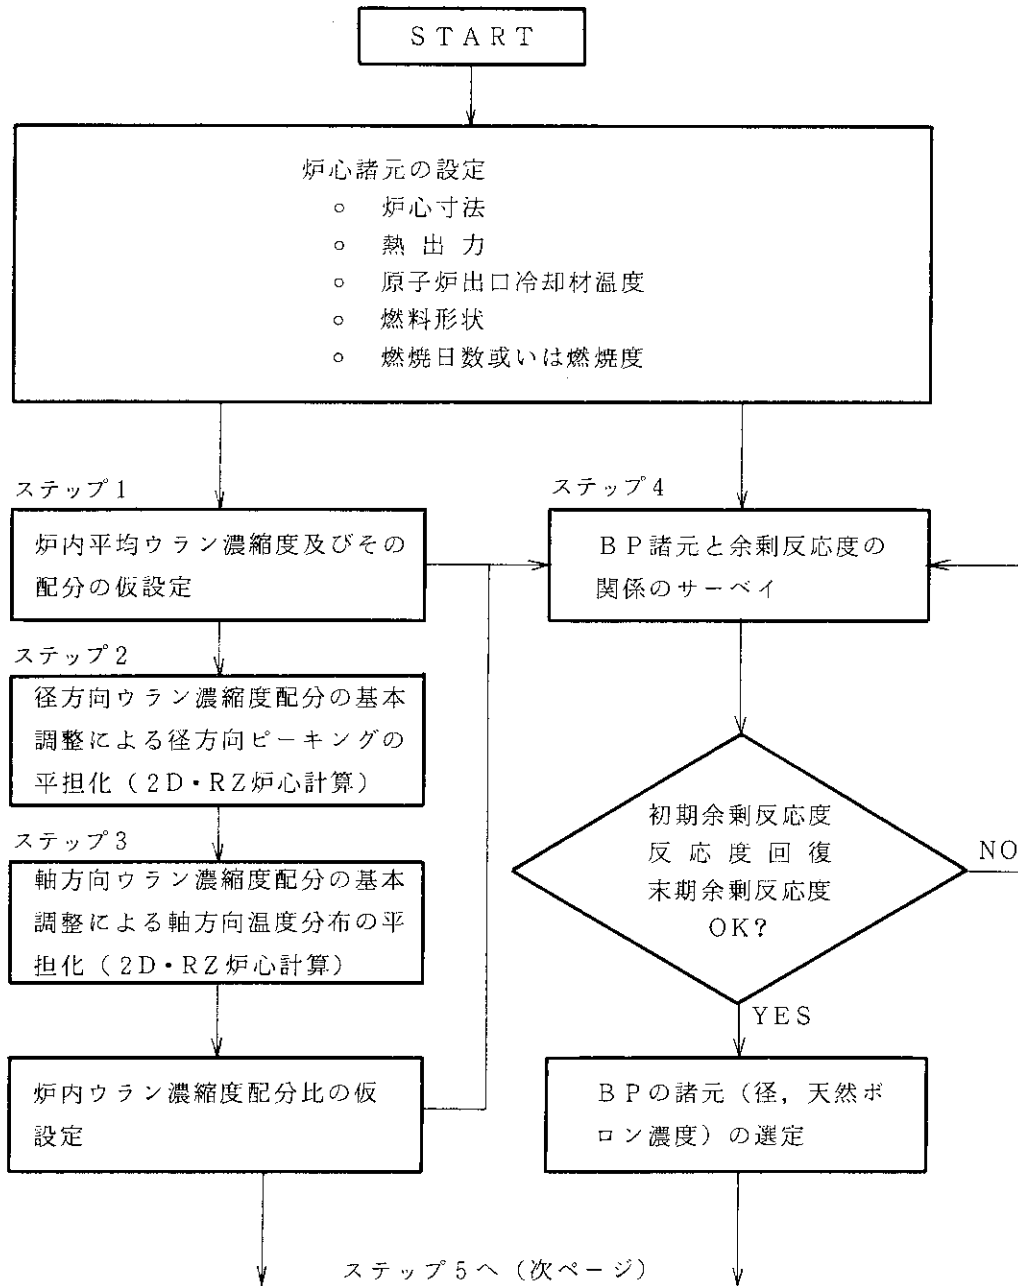 START
炉心諸元の設定
○ 炉心寸法
○ 熱出力
○ 原子炉出口冷却材温度
○ 燃料形状
○ 燃焼日数或いは燃焼度
ステップ1
炉内平均ウラン濃縮度及びその
配分の仮設定
ステップ2
径方向ウラン濃縮度配分の基本
調整による径方向ピーキングの
平担化(2D・RZ炉心計算)
ステップ3
軸方向ウラン濃縮度配分の基本
調整による軸方向温度分布の平
担化(2D・RZ炉心計算)
炉内ウラン濃縮度配分比の仮
設定
ステップ4
BP諸元と余剰反応度の
関係のサーベイ
初期余剰反応度
反応度回復
末期余剰反応度
OK?
NO
YES
BPの諸元(径,天然ボ
ロン濃度)の選定
ステップ5へ(次ページ)